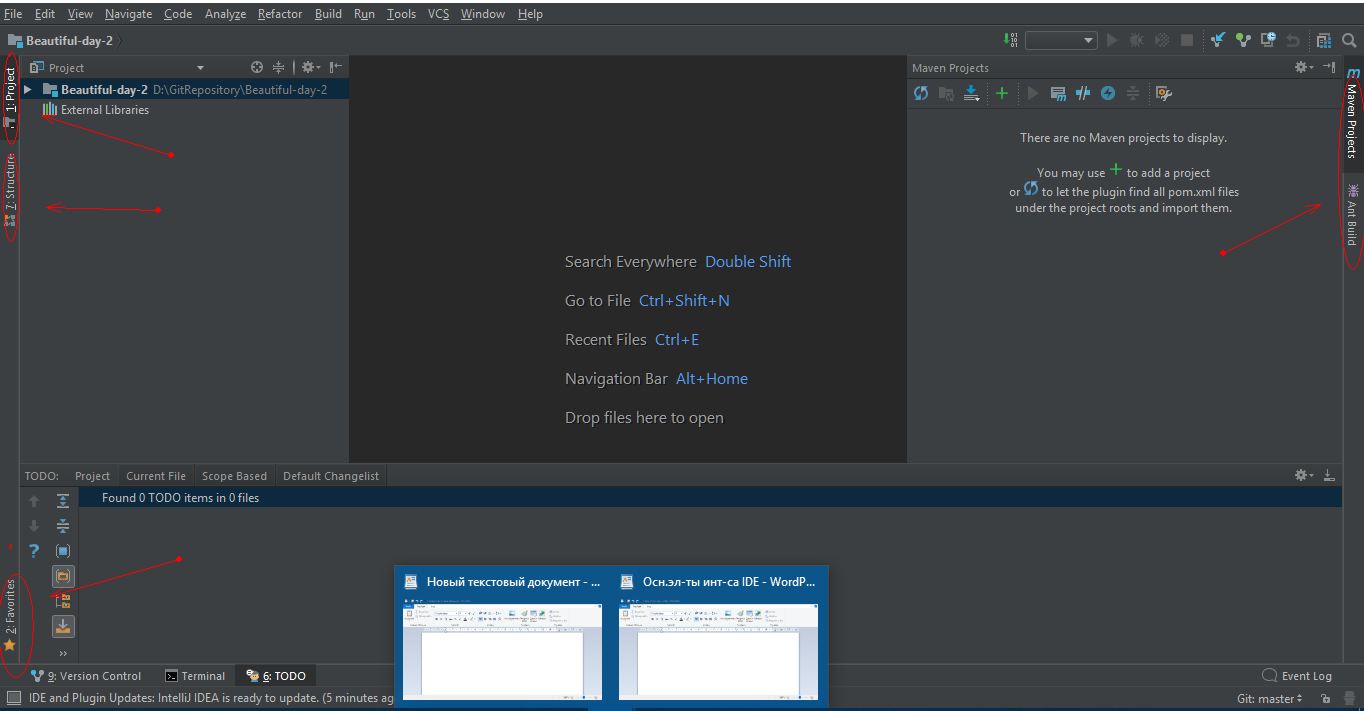 File Edit View Navigate Code Analyze Refactor Build Run Tools VCS Window Help
Beautiful-day-2
Project
Maven Projects
1: Project
Beautiful-day-2 D:\GitRepository\Beautiful-day-2
External Libraries
7: Structure
There are no Maven projects to display.
You may use + to add a project
or to let the plugin find all pom.xml files
under the project roots and import them.
Maven Projects
Ant Build
Search Everywhere Double Shift
Go to File Ctrl+Shift+N
Recent Files Ctrl+E
Navigation Bar Alt+Home
Drop files here to open
TODO: Project Current File Scope Based Default Changelist
Found 0 TODO items in 0 files
2: Favorites
Новый текстовый документ - ...
Осн.эл-ты инт-са IDE - WordP...
9: Version Control Terminal 6: TODO Event Log
IDE and Plugin Updates: IntelliJ IDEA is ready to update. (5 minutes ag
Git: master